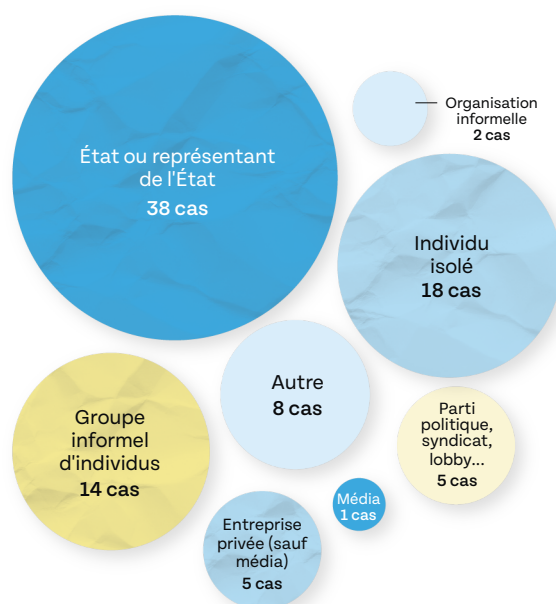 État ou représentant
de l'État
38 cas
Organisation
informelle
2 cas
Individu
isolé
18 cas
Autre
8 cas
Groupe
informel
d'individus
14 cas
Parti
politique,
syndicat,
lobby...
5 cas
Média
1 cas
Entreprise
privée (sauf
média)
5 cas